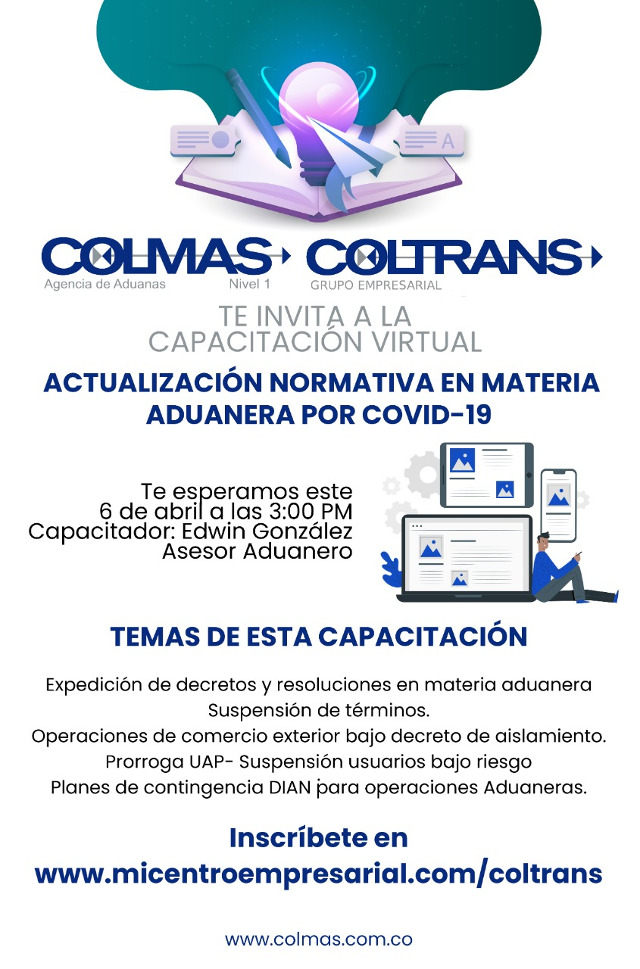 A
COLMAS
Agencia de Aduanas Nivel 1
COLTRANS
GRUPO EMPRESARIAL
TE INVITA A LA
CAPACITACIÓN VIRTUAL
ACTUALIZACIÓN NORMATIVA EN MATERIA
ADUANERA POR COVID-19
Te esperamos este
6 de abril a las 3:00 PM
Capacitador: Edwin González
Asesor Aduanero
TEMAS DE ESTA CAPACITACIÓN
Expedición de decretos y resoluciones en materia aduanera
Suspensión de términos.
Operaciones de comercio exterior bajo decreto de aislamiento.
Prorroga UAP- Suspensión usuarios bajo riesgo
Planes de contingencia DIAN para operaciones Aduaneras.
Inscríbete en
www.micentroempresarial.com/coltrans
www.colmas.com.co